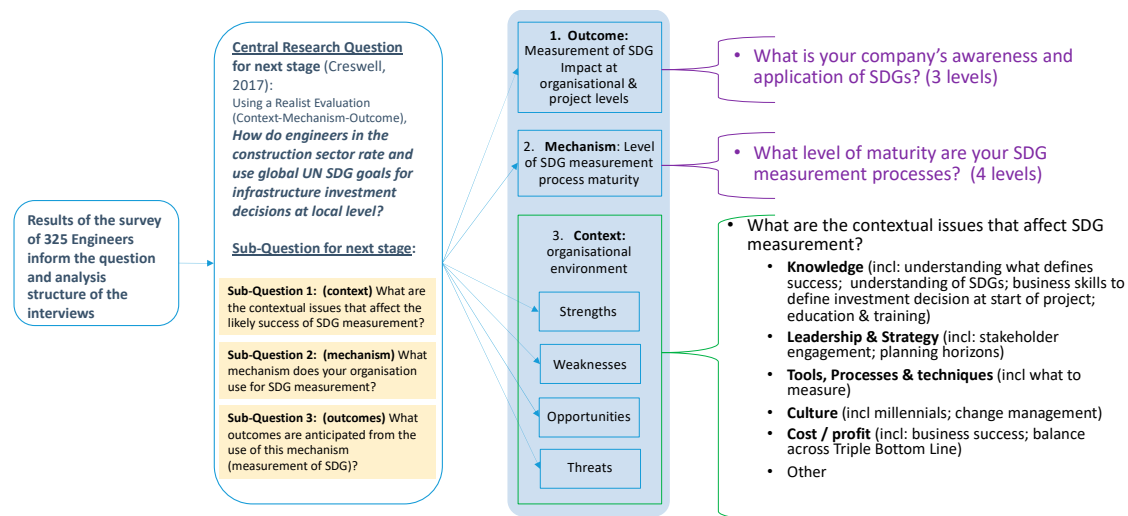 Results of the survey
of 325 Engineers
inform the question
and analysis
structure of the
interviews
Central Research Question
for next stage (Creswell,
2017):
Using a Realist Evaluation
(Context-Mechanism-Outcome),
How do engineers in the
construction sector rate and
use global UN SDG goals for
infrastructure investment
decisions at local level?
Sub-Question for next stage:
Sub-Question 1: (context) What are
the contextual issues that affect the
likely success of SDG measurement?
Sub-Question 2: (mechanism) What
mechanism does your organisation
use for SDG measurement?
Sub-Question 3: (outcomes) What
outcomes are anticipated from the
use of this mechanism
(measurement of SDG)?
1. Outcome:
Measurement of SDG
Impact at
organisational &
project levels
2. Mechanism: Level
of SDG measurement
process maturity
3. Context:
organisational
environment
Strengths
Weaknesses
Opportunities
Threats
• What is your company's awareness and
application of SDGs? (3 levels)
• What level of maturity are your SDG
measurement processes? (4 levels)
• What are the contextual issues that affect SDG
measurement?
• Knowledge (incl: understanding what defines
success; understanding of SDGs; business skills to
define investment decision at start of project;
education & training)
• Leadership & Strategy (incl: stakeholder
engagement; planning horizons)
• Tools, Processes & techniques (incl what to
measure)
• Culture (incl millennials; change management)
• Cost / profit (incl: business success; balance
across Triple Bottom Line)
• Other